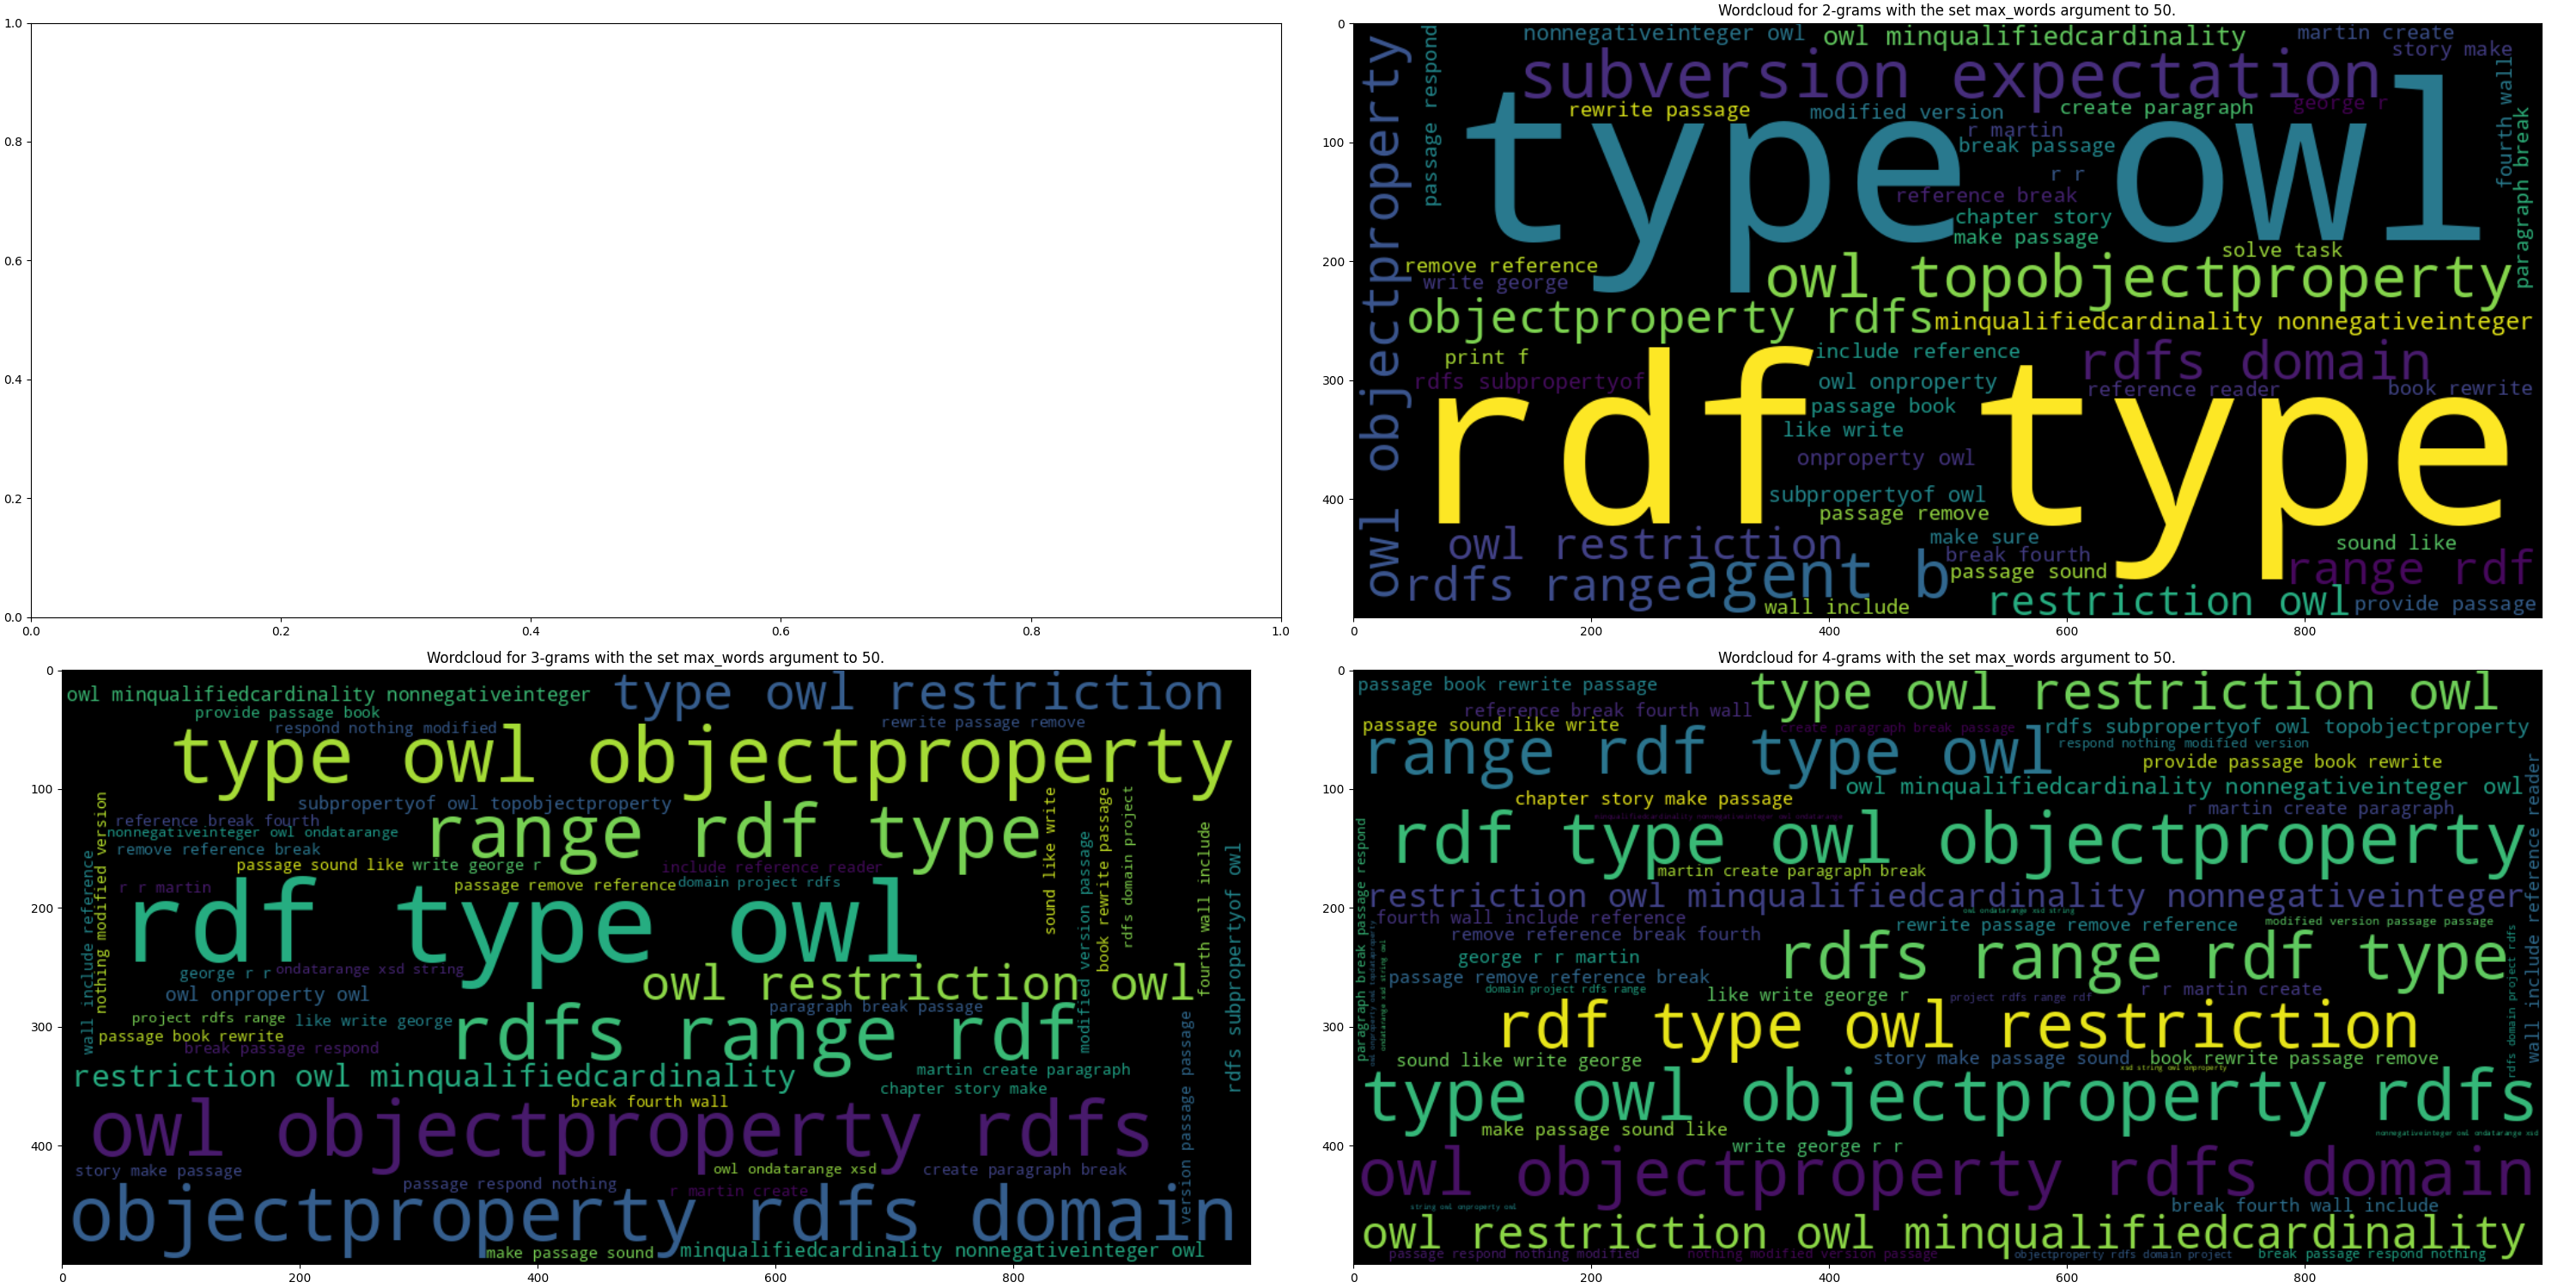 1.0
0.8
0.6
0.4
0.2
0.0
0.0 0.2 0.4 0.6 0.8 1.0
Wordcloud for 2-grams with the set max_words argument to 50.
0
100
200
300
400
0 200 400 600 800
owl objectproperty
passage respond
nonnegativeinteger owl
owl minqualifiedcardinality
martin create
story make
subversion expectation
fourth wall
rewrite passage
modified version
create paragraph
george r
type owl
r martin
break passage
paragraph break
r r
reference break
chapter story
make passage
solve task
remove reference
write george
owl topobjectproperty
objectproperty rdfs
minqualifiedcardinality nonnegativeinteger
print f
include reference
rdfs domain
rdfs subpropertyof
owl onproperty
reference reader
book rewrite
passage book
rdf type
like write
onproperty owl
subpropertyof owl
passage remove
make sure
owl restriction
break fourth
sound like
rdfs range
agent b
passage sound
range rdf
wall include
restriction owl
provide passage
Wordcloud for 3-grams with the set max_words argument to 50.
0
100
200
300
400
0 200 400 600 800
owl minqualifiedcardinality nonnegativeinteger
type owl restriction
provide passage book
respond nothing modified
rewrite passage remove
type owl objectproperty
subpropertyof owl topobjectproperty
reference break fourth
nonnegativeinteger owl ondatarange
range rdf type
remove reference break
passage sound like
write george r
include reference reader
r r martin
passage remove reference
domain project rdfs
rdf type owl
sound like write
book rewrite passage
rdfs domain project
modified version passage
fourth wall include
rdfs subpropertyof owl
nothing modified version
wall include reference
george r r
ondatarange xsd string
owl onproperty owl
owl restriction owl
project rdfs range
like write george
paragraph break passage
passage book rewrite
rdfs range rdf
break passage respond
restriction owl minqualifiedcardinality
martin create paragraph
chapter story make
break fourth wall
owl objectproperty rdfs
version passage passage
story make passage
owl ondatarange xsd
create paragraph break
passage respond nothing
r martin create
objectproperty rdfs domain
make passage sound
minqualifiedcardinality nonnegativeinteger owl
Wordcloud for 4-grams with the set max_words argument to 50.
0
100
200
300
400
0 200 400 600 800
passage book rewrite passage
type owl restriction owl
reference break fourth wall
passage sound like write
create paragraph break passage
rdfs subpropertyof owl topobjectproperty
range rdf type owl
respond nothing modified version
provide passage book rewrite
owl minqualifiedcardinality nonnegativeinteger owl
chapter story make passage
r martin create paragraph
rdf type owl objectproperty
martin create paragraph break
restriction owl minqualifiedcardinality nonnegativeinteger
owl ondatarange xsd string
fourth wall include reference
rewrite passage remove reference
modified version passage passage
remove reference break fourth
george r r martin
rdfs range rdf type
passage remove reference break
domain project rdfs range
like write george r
project rdfs range rdf
r r martin create
paragraph break passage respond
ondatarange xsd string owl
rdfs domain project rdfs
wall include reference reader
rdf type owl restriction
sound like write george
story make passage sound
book rewrite passage remove
xsd string owl onproperty
type owl objectproperty rdfs
make passage sound like
nonnegativeinteger owl ondatarange xsd
write george r r
owl objectproperty rdfs domain
string owl onproperty owl
break fourth wall include
owl restriction owl minqualifiedcardinality
passage respond nothing modified
nothing modified version passage
objectproperty rdfs domain project
break passage respond nothing